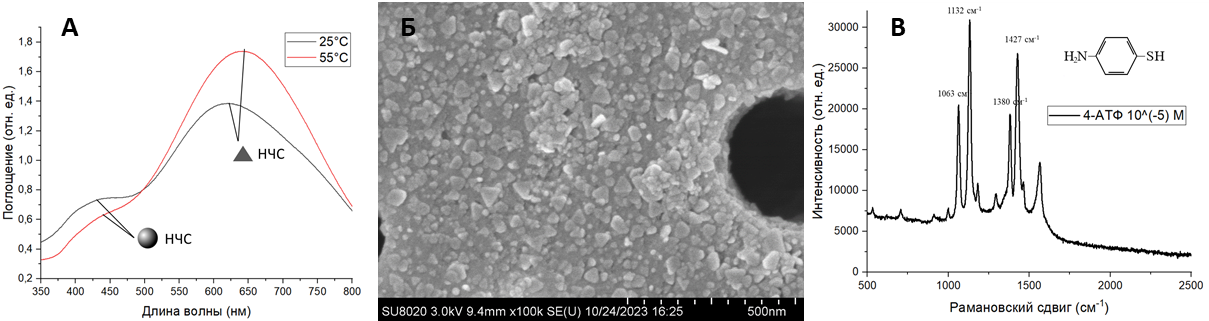 А
25°C
55°C
1,8
1,6
1,4
1,2
1,0
0,8
0,6
0,4
0,2
Поглощение (отн. ед.)
НЧС
НЧС
350 400 450 500 550 600 650 700 750 800
Длина волны (нм)
Б
SU8020 3.0kV 9.4mm x100k SE(U) 10/24/2023 16:25 500nm
В
1132 см⁻¹
1427 см⁻¹
1063 см
1380 см⁻¹
H₂N SH
4-АТФ 10^(-5) М
30000
25000
20000
15000
10000
5000
0
Интенсивность (отн. ед.)
500 1000 1500 2000 2500
Рамановский сдвиг (см⁻¹)